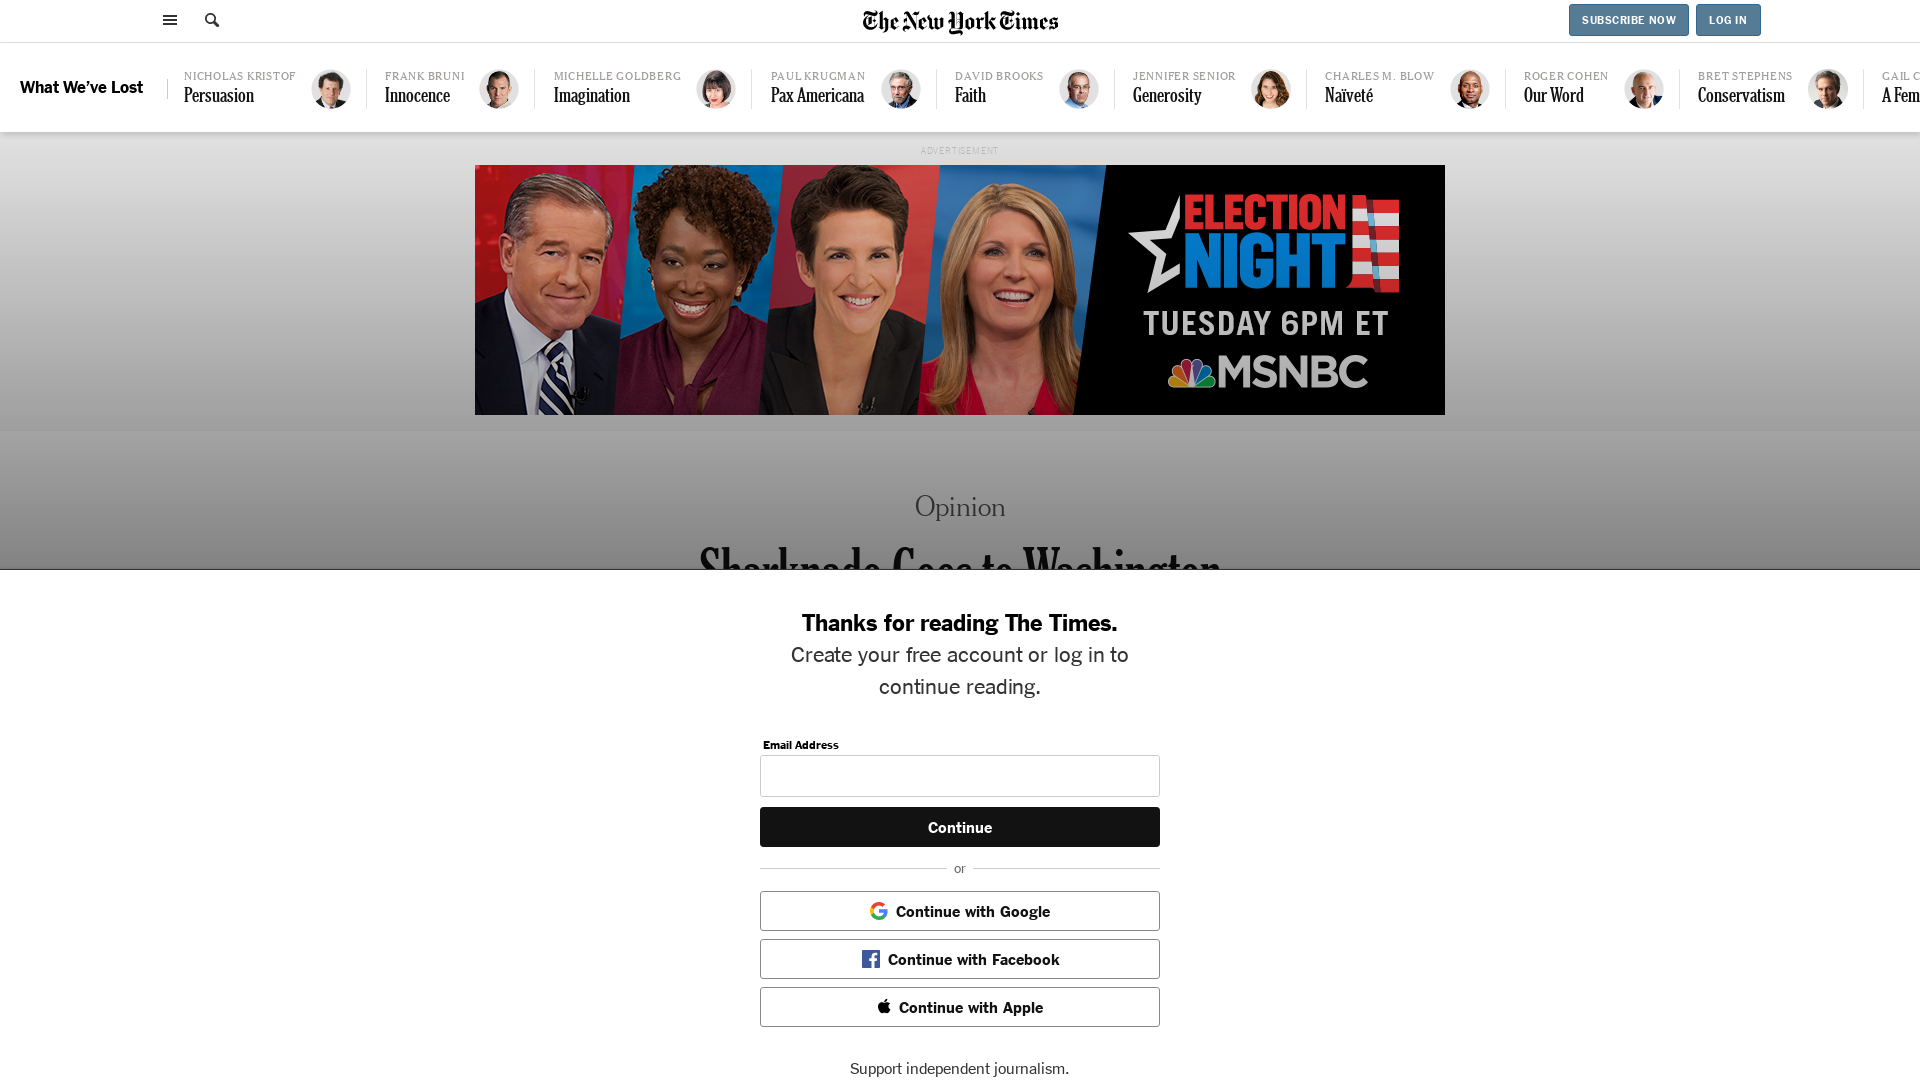 The New York Times
SUBSCRIBE NOW
LOG IN
What We've Lost
NICHOLAS KRISTOF
Persuasion
FRANK BRUNI
Innocence
MICHELLE GOLDBERG
Imagination
PAUL KRUGMAN
Pax Americana
DAVID BROOKS
Faith
JENNIFER SENIOR
Generosity
CHARLES M. BLOW
Naïveté
ROGER COHEN
Our Word
BRET STEPHENS
Conservatism
GAIL C
A Fem
ADVERTISEMENT
ELECTION
NIGHT
TUESDAY 6PM ET
MSNBC
Opinion
Sharknado Goes to Washington
Thanks for reading The Times.
Create your free account or log in to
continue reading.
Email Address
Continue
or
Continue with Google
Continue with Facebook
Continue with Apple
Support independent journalism.